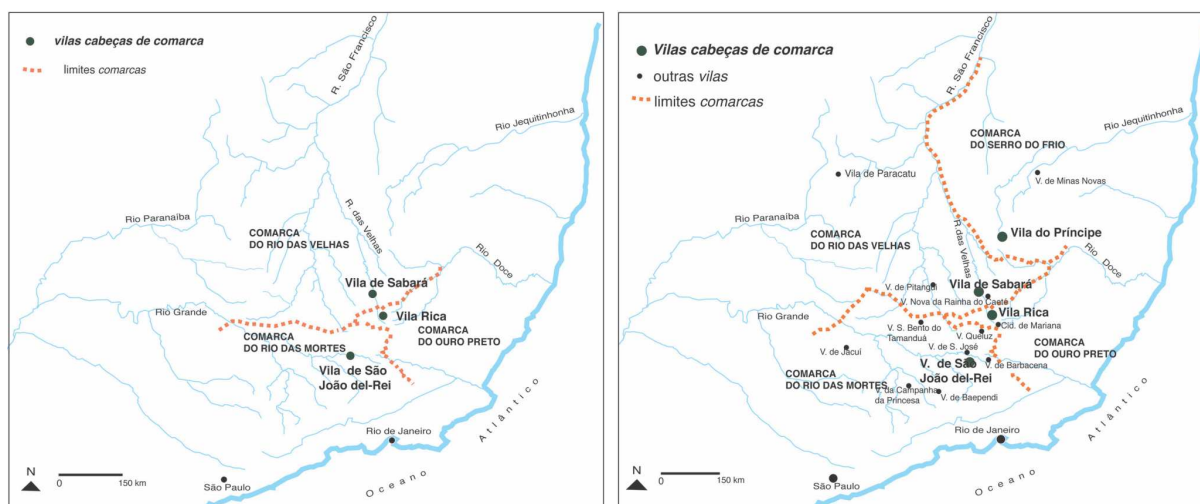 vilas cabeças de comarca
limites comarcas
R. São Francisco
Rio Jequitinhonha
Rio Paranaíba
COMARCA
DO RIO DAS VELHAS
R. das Velhas
Rio Doce
Vila de Sabará
Vila Rica
Rio Grande
COMARCA
DO OURO PRETO
COMARCA
DO RIO DAS MORTES
Vila de São
João del-Rei
Rio de Janeiro
São Paulo
Oceano Atlântico
N
0 150 km
Vilas cabeças de comarca
outras vilas
limites comarcas
R. São Francisco
Rio Jequitinhonha
COMARCA
DO SERRO DO FRIO
Vila de Paracatu
V. de Minas Novas
Rio Paranaíba
Vila do Príncipe
COMARCA
DO RIO DAS VELHAS
R.das Velhas
Rio Doce
V. de Pitangui
Vila de Sabará
V. Nova da Rainha do Caeté
Rio Grande
Vila Rica
Cid. de Mariana
V. S. Bento do
Tamanduá
V. Queluz
V. de S. José
COMARCA
DO OURO PRETO
V. de Jacuí
V. de São
João del-Rei
V. de Barbacena
COMARCA
DO RIO DAS MORTES
V. da Campanha
da Princesa
V. de Baependi
Rio de Janeiro
São Paulo
Oceano Atlântico
N
0 150 km